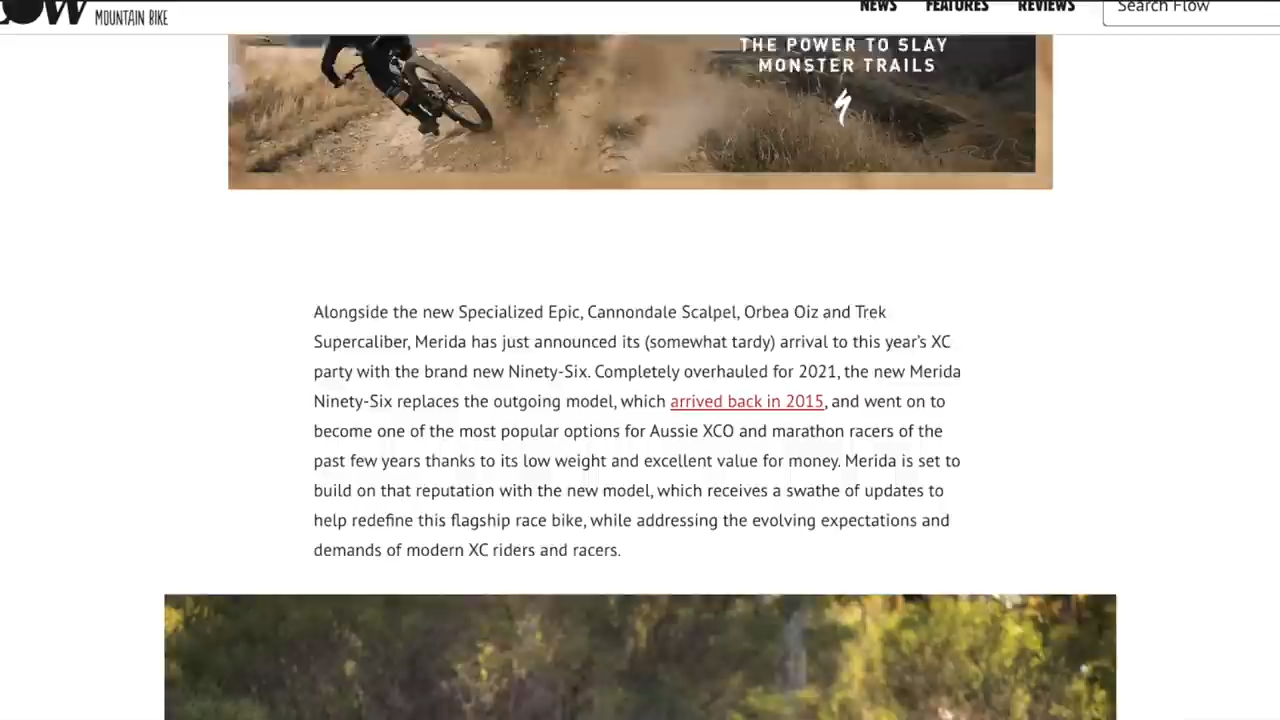 MOUNTAIN BIKE
NEWS FEATURES REVIEWS Search Flow
THE POWER TO SLAY
MONSTER TRAILS
Alongside the new Specialized Epic, Cannondale Scalpel, Orbea Oiz and Trek
Supercaliber, Merida has just announced its (somewhat tardy) arrival to this year’s XC
party with the brand new Ninety-Six. Completely overhauled for 2021, the new Merida
Ninety-Six replaces the outgoing model, which arrived back in 2015, and went on to
become one of the most popular options for Aussie XCO and marathon racers of the
past few years thanks to its low weight and excellent value for money. Merida is set to
build on that reputation with the new model, which receives a swathe of updates to
help redefine this flagship race bike, while addressing the evolving expectations and
demands of modern XC riders and racers.